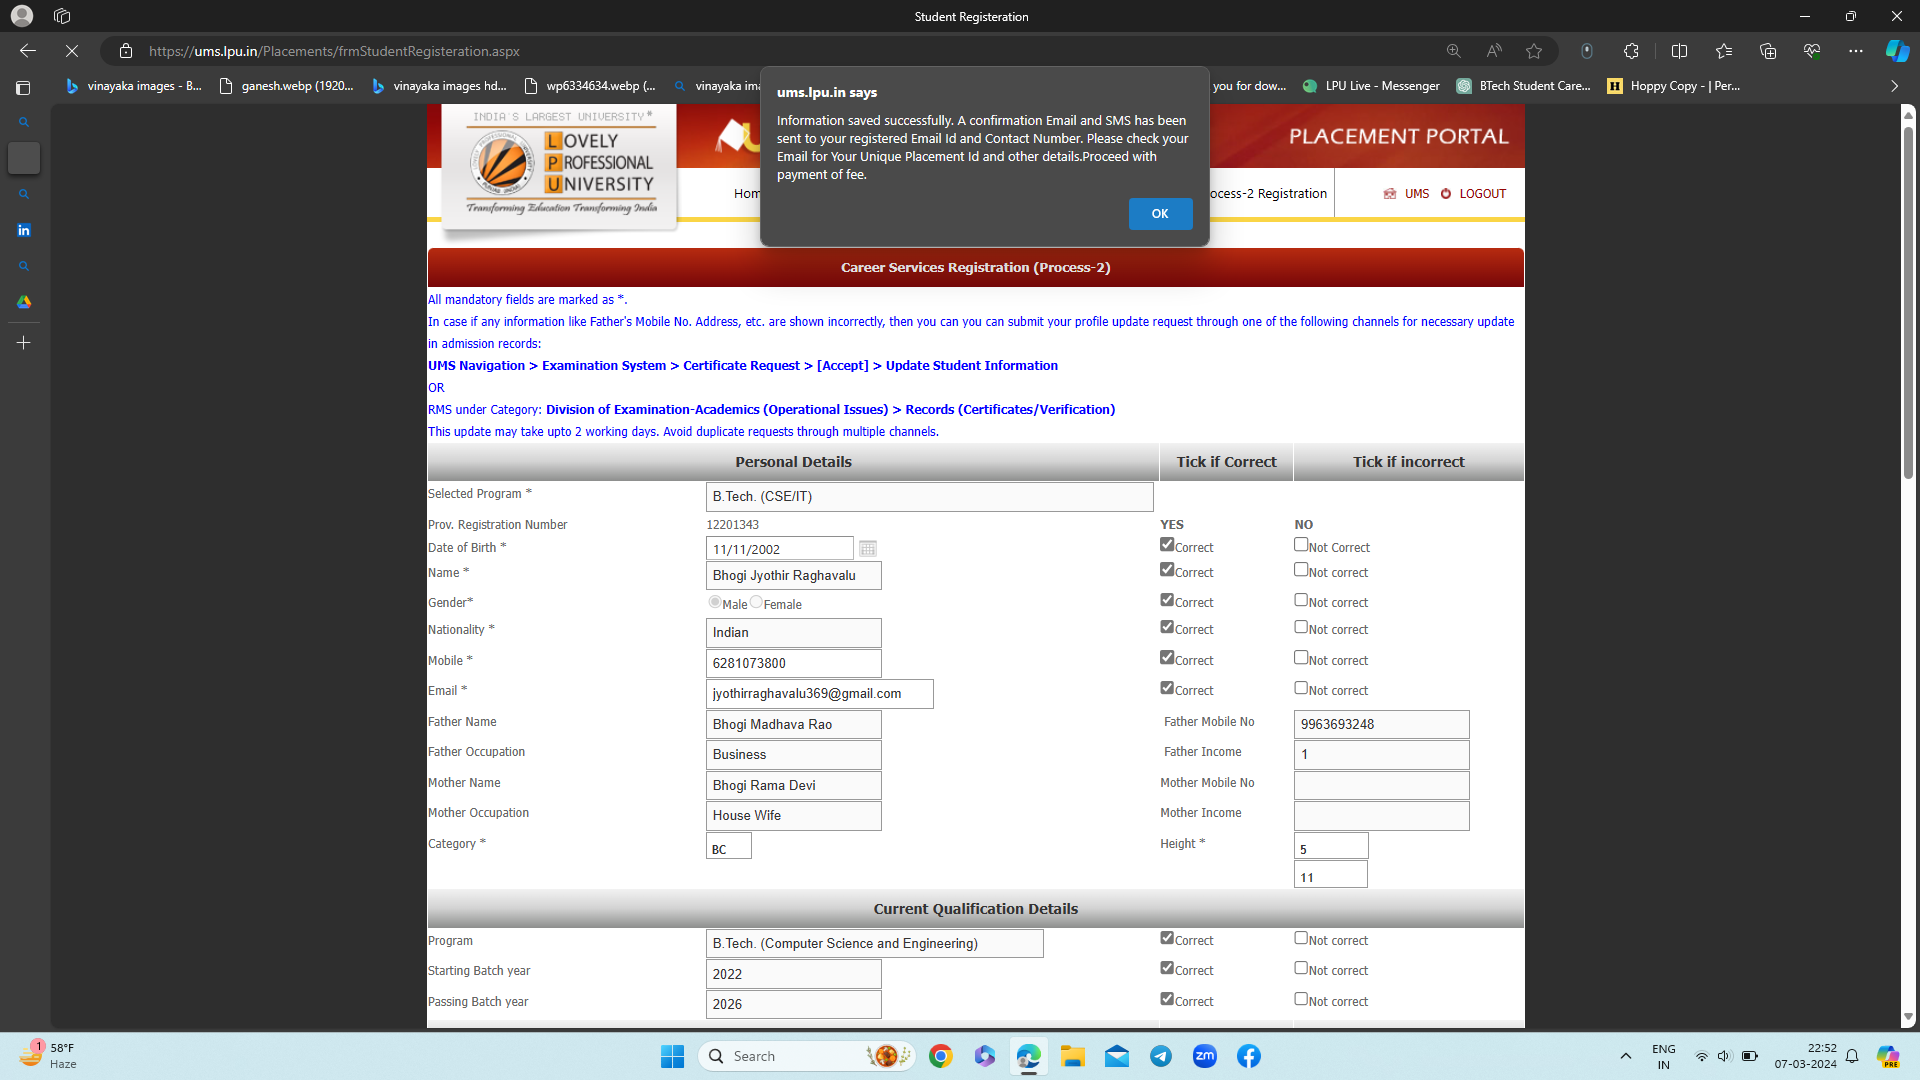 Student Registeration
https://ums.lpu.in/Placements/frmStudentRegisteration.aspx
vinayaka images - B...
ganesh.webp (1920...
vinayaka images hd...
wp6334634.webp (...
vinayaka im
you for dow...
LPU Live - Messenger
BTech Student Care...
Hoppy Copy - | Per...
ums.lpu.in says
Information saved successfully. A confirmation Email and SMS has been
sent to your registered Email Id and Contact Number. Please check your
Email for Your Unique Placement Id and other details.Proceed with
payment of fee.
OK
INDIA'S LARGEST UNIVERSITY*
LOVELY
PROFESSIONAL
UNIVERSITY
Transforming Education Transforming India
PLACEMENT PORTAL
Hom
ocess-2 Registration
UMS
LOGOUT
Career Services Registration (Process-2)
All mandatory fields are marked as *.
In case if any information like Father's Mobile No. Address, etc. are shown incorrectly, then you can you can submit your profile update request through one of the following channels for necessary update
in admission records:
UMS Navigation > Examination System > Certificate Request > [Accept] > Update Student Information
OR
RMS under Category: Division of Examination-Academics (Operational Issues) > Records (Certificates/Verification)
This update may take upto 2 working days. Avoid duplicate requests through multiple channels.
Personal Details Tick if Correct Tick if incorrect
Selected Program * B.Tech. (CSE/IT)
Prov. Registration Number 12201343 YES NO
Date of Birth * 11/11/2002 Correct Not Correct
Name * Bhogi Jyothir Raghavalu Correct Not correct
Gender* Male Female Correct Not correct
Nationality * Indian Correct Not correct
Mobile * 6281073800 Correct Not correct
Email * jyothirraghavalu369@gmail.com Correct Not correct
Father Name Bhogi Madhava Rao Father Mobile No 9963693248
Father Occupation Business Father Income 1
Mother Name Bhogi Rama Devi Mother Mobile No
Mother Occupation House Wife Mother Income
Category * BC Height * 5
11
Current Qualification Details
Program B.Tech. (Computer Science and Engineering) Correct Not correct
Starting Batch year 2022 Correct Not correct
Passing Batch year 2026 Correct Not correct
1
58°F
Haze
Search
zm
ENG
IN
22:52
07-03-2024
PRE